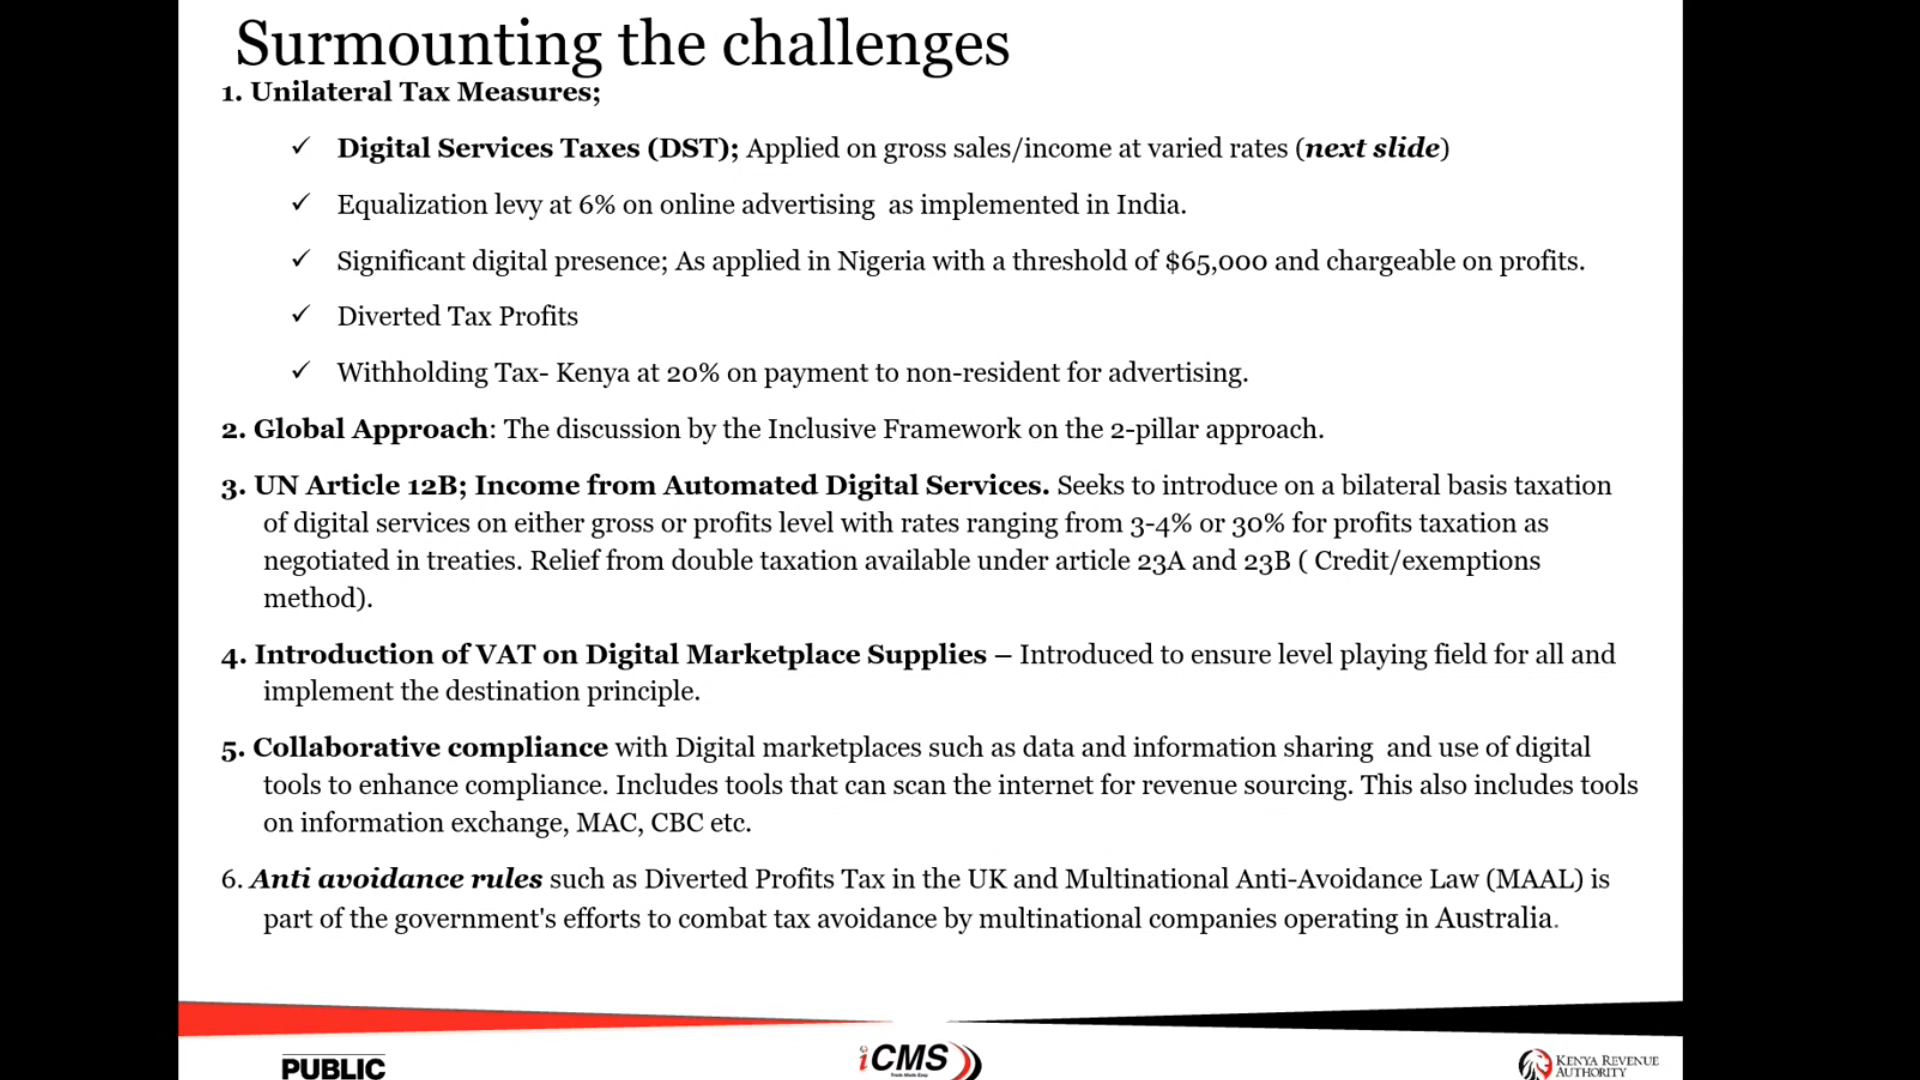 Surmounting the challenges
1. Unilateral Tax Measures;
✓ Digital Services Taxes (DST); Applied on gross sales/income at varied rates (next slide)
✓ Equalization levy at 6% on online advertising as implemented in India.
✓ Significant digital presence; As applied in Nigeria with a threshold of $65,000 and chargeable on profits.
✓ Diverted Tax Profits
✓ Withholding Tax- Kenya at 20% on payment to non-resident for advertising.
2. Global Approach: The discussion by the Inclusive Framework on the 2-pillar approach.
3. UN Article 12B; Income from Automated Digital Services. Seeks to introduce on a bilateral basis taxation
of digital services on either gross or profits level with rates ranging from 3-4% or 30% for profits taxation as
negotiated in treaties. Relief from double taxation available under article 23A and 23B ( Credit/exemptions
method).
4. Introduction of VAT on Digital Marketplace Supplies – Introduced to ensure level playing field for all and
implement the destination principle.
5. Collaborative compliance with Digital marketplaces such as data and information sharing and use of digital
tools to enhance compliance. Includes tools that can scan the internet for revenue sourcing. This also includes tools
on information exchange, MAC, CBC etc.
6. Anti avoidance rules such as Diverted Profits Tax in the UK and Multinational Anti-Avoidance Law (MAAL) is
part of the government's efforts to combat tax avoidance by multinational companies operating in Australia.
PUBLIC
iCMS
Trade Made Easy
KENYA REVENUE
AUTHORITY